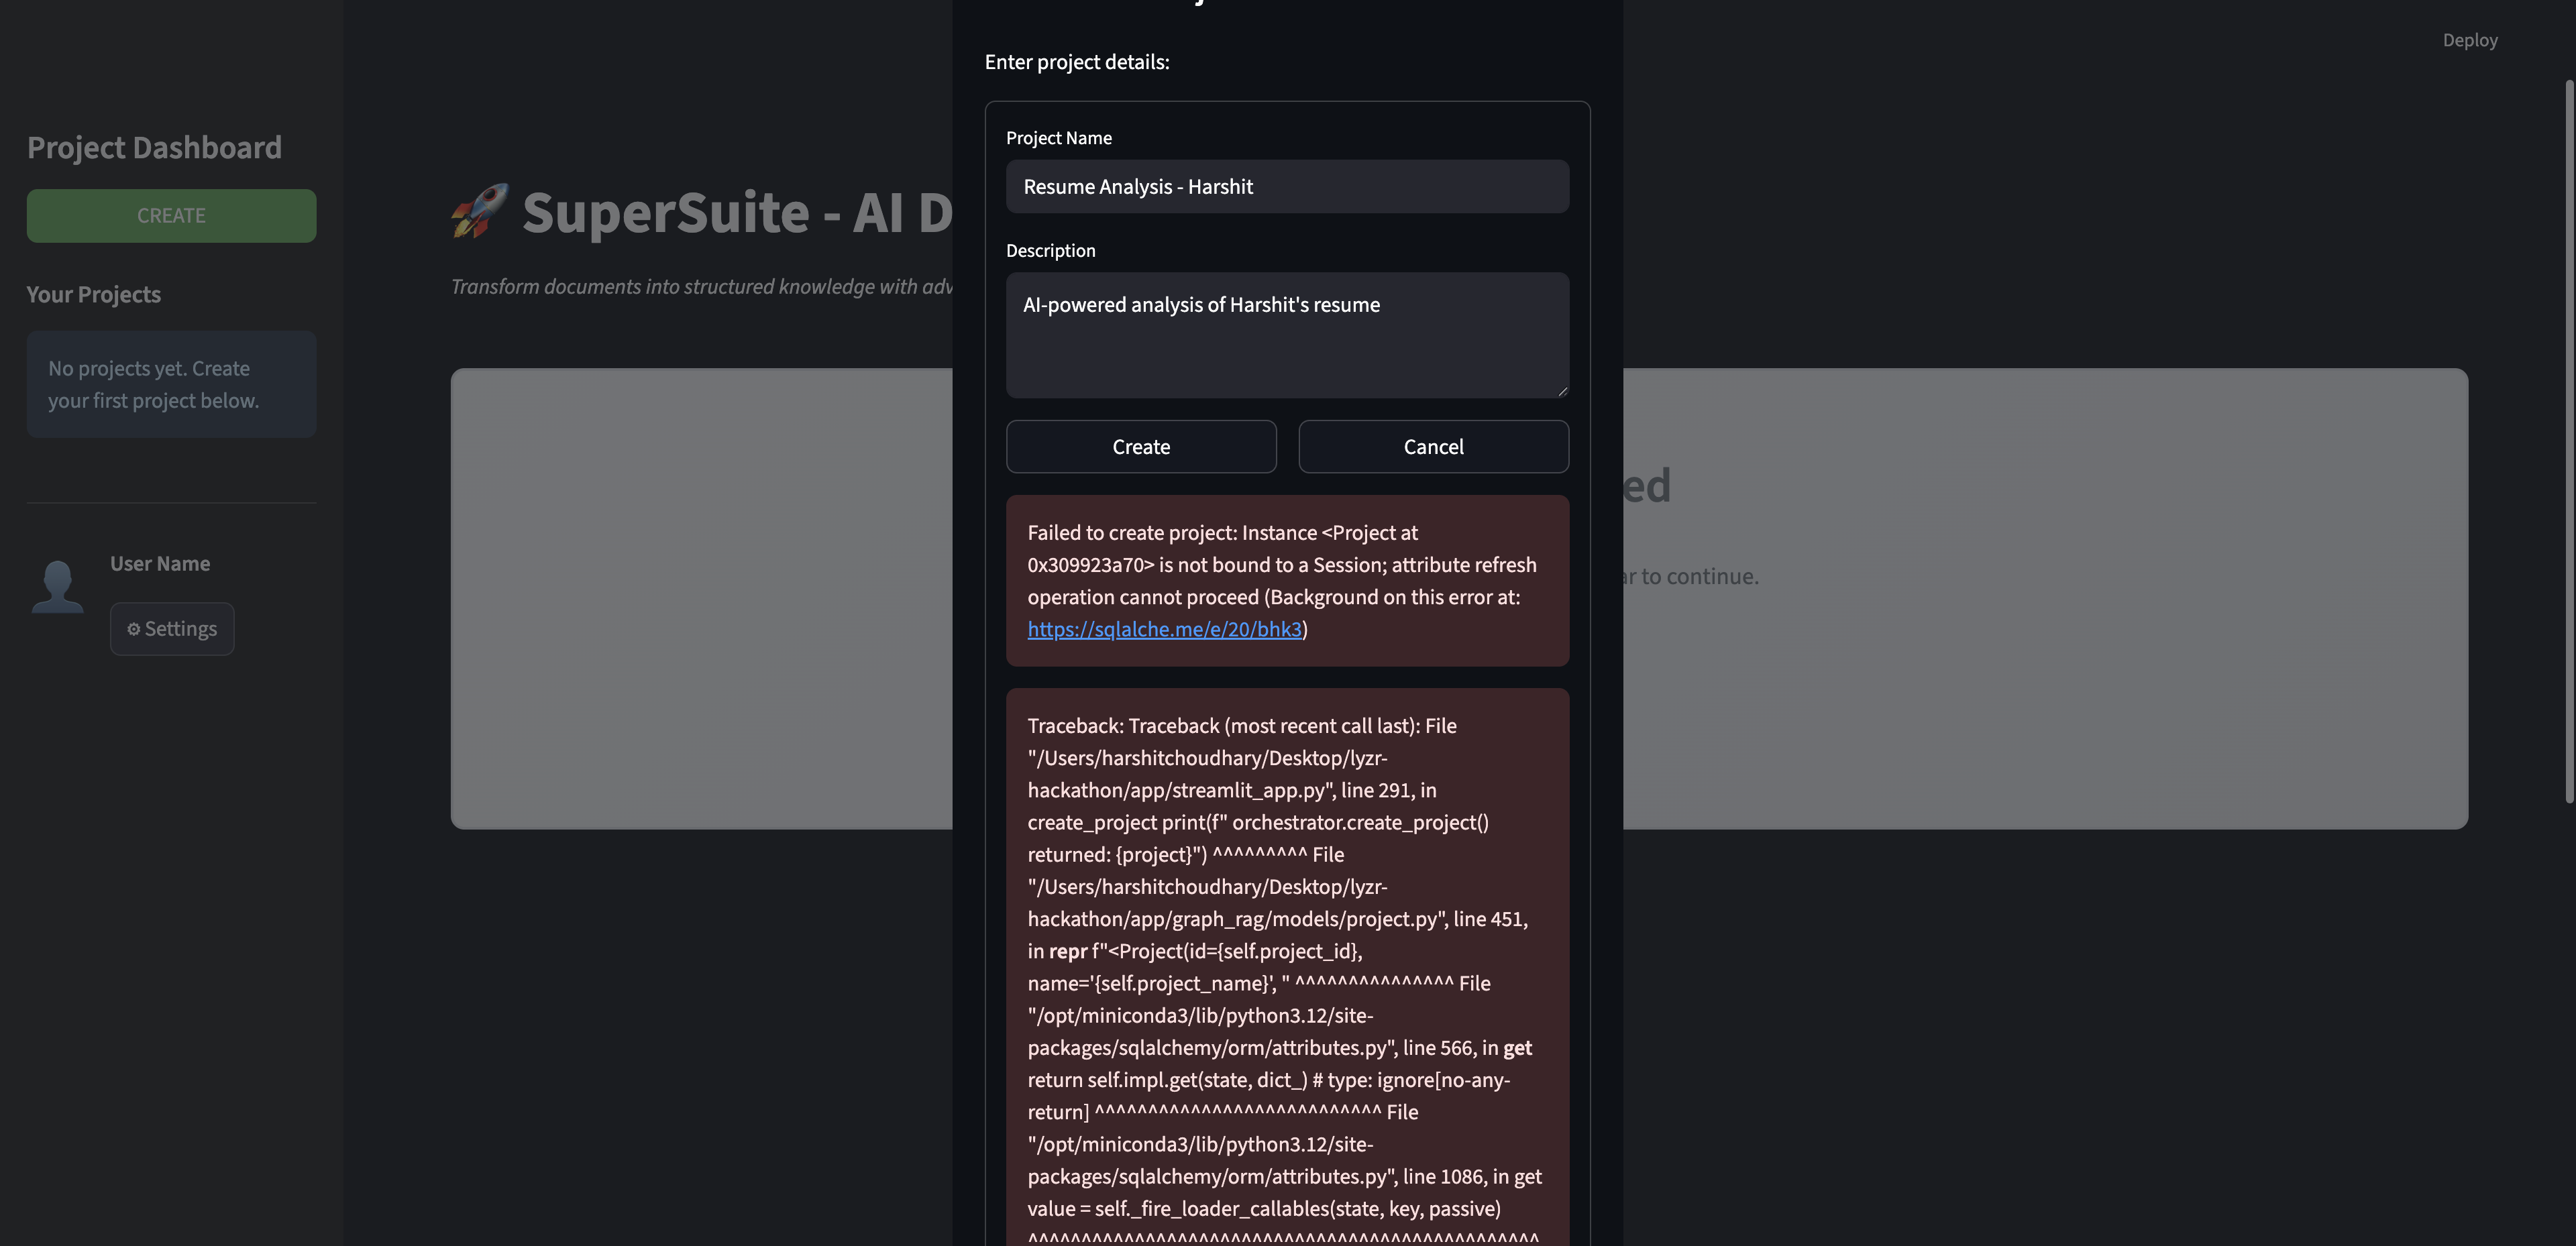 Deploy
Project Dashboard
CREATE
Your Projects
No projects yet. Create
your first project below.
User Name
Settings
🚀 SuperSuite - AI D
Transform documents into structured knowledge with adv
ed
ar to continue.
Enter project details:
Project Name
Resume Analysis - Harshit
Description
AI-powered analysis of Harshit's resume
Create
Cancel
Failed to create project: Instance <Project at
0x309923a70> is not bound to a Session; attribute refresh
operation cannot proceed (Background on this error at:
https://sqlalche.me/e/20/bhk3)
Traceback: Traceback (most recent call last): File
"/Users/harshitchoudhary/Desktop/lyzr-
hackathon/app/streamlit_app.py", line 291, in
create_project print(f" orchestrator.create_project()
returned: {project}") ^^^^^^^^^ File
"/Users/harshitchoudhary/Desktop/lyzr-
hackathon/app/graph_rag/models/project.py", line 451,
in repr f"<Project(id={self.project_id},
name='{self.project_name}', " ^^^^^^^^^^^^^^^ File
"/opt/miniconda3/lib/python3.12/site-
packages/sqlalchemy/orm/attributes.py", line 566, in get
return self.impl.get(state, dict_) # type: ignore[no-any-
return] ^^^^^^^^^^^^^^^^^^^^^^^^^^^ File
"/opt/miniconda3/lib/python3.12/site-
packages/sqlalchemy/orm/attributes.py", line 1086, in get
value = self._fire_loader_callables(state, key, passive)
^^^^^^^^^^^^^^^^^^^^^^^^^^^^^^^^^^^^^^^^^^^^^^^^